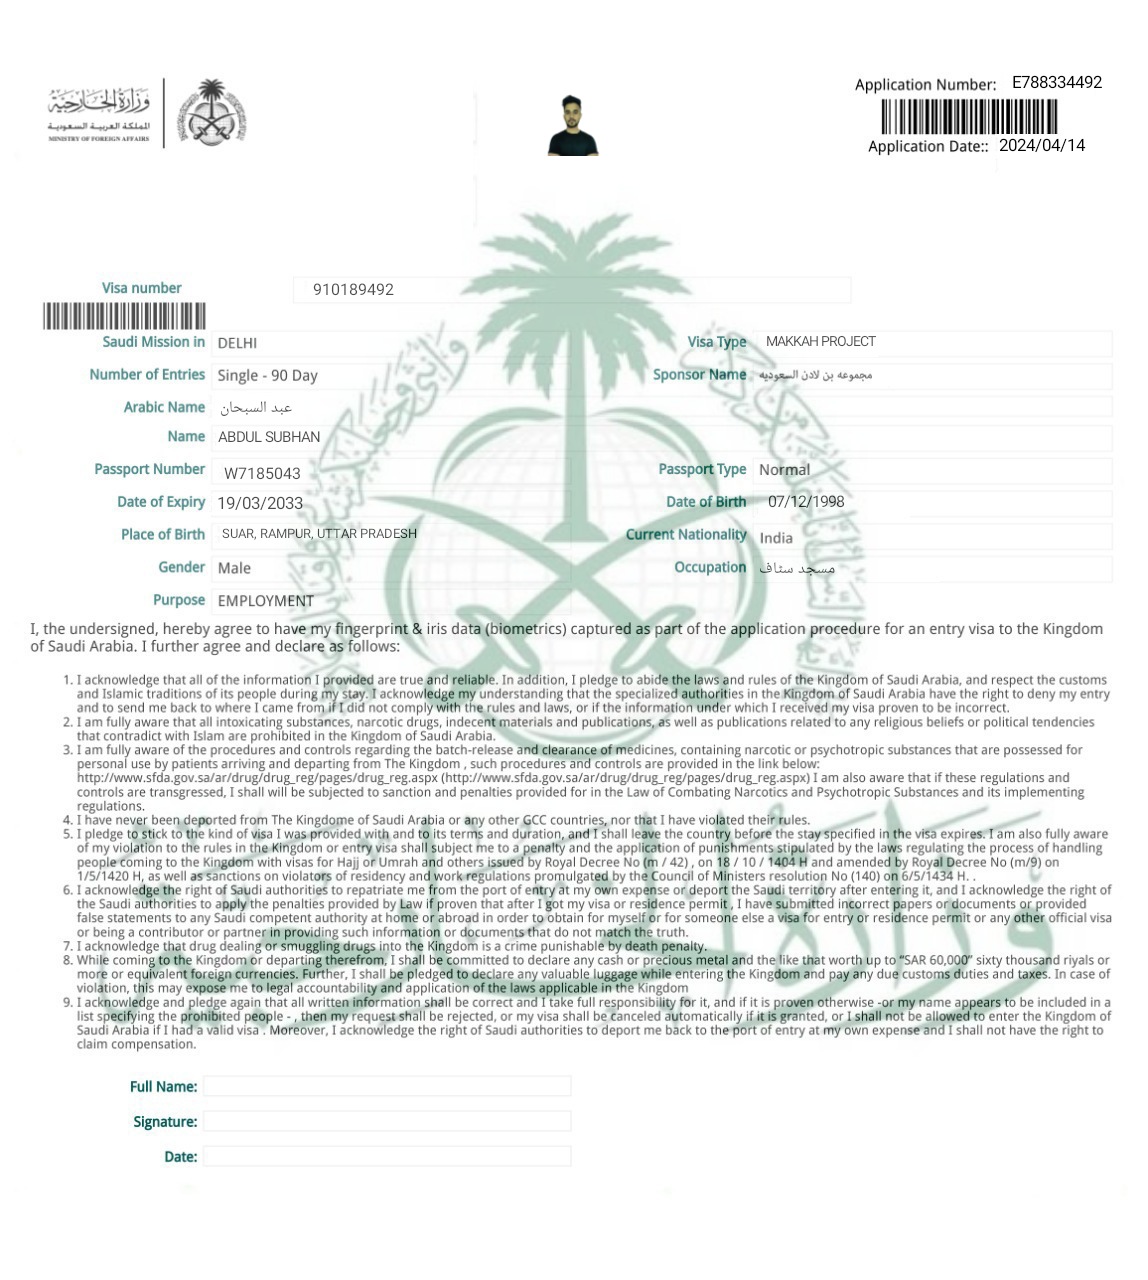 وزارة الخارجية
المملكة العربية السعودية
MINISTRY OF FOREIGN AFFAIRS
Application Number: E788334492
Application Date:: 2024/04/14
Visa number 910189492
Saudi Mission in DELHI
Visa Type MAKKAH PROJECT
Number of Entries Single - 90 Day
Sponsor Name مجموعه بن لادن السعوديه
Arabic Name عبد السبحان
Name ABDUL SUBHAN
Passport Number W7185043
Passport Type Normal
Date of Expiry 19/03/2033
Date of Birth 07/12/1998
Place of Birth SUAR, RAMPUR, UTTAR PRADESH
Current Nationality India
Gender Male
Occupation مسجد سٹاف
Purpose EMPLOYMENT
I, the undersigned, hereby agree to have my fingerprint & iris data (biometrics) captured as part of the application procedure for an entry visa to the Kingdom
of Saudi Arabia. I further agree and declare as follows:
1. I acknowledge that all of the information I provided are true and reliable. In addition, I pledge to abide the laws and rules of the Kingdom of Saudi Arabia, and respect the customs
and Islamic traditions of its people during my stay. I acknowledge my understanding that the specialized authorities in the Kingdom of Saudi Arabia have the right to deny my entry
and to send me back to where I came from if I did not comply with the rules and laws, or if the information under which I received my visa proven to be incorrect.
2. I am fully aware that all intoxicating substances, narcotic drugs, indecent materials and publications, as well as publications related to any religious beliefs or political tendencies
that contradict with Islam are prohibited in the Kingdom of Saudi Arabia.
3. I am fully aware of the procedures and controls regarding the batch-release and clearance of medicines, containing narcotic or psychotropic substances that are possessed for
personal use by patients arriving and departing from The Kingdom , such procedures and controls are provided in the link below:
http://www.sfda.gov.sa/ar/drug/drug_reg/pages/drug_reg.aspx (http://www.sfda.gov.sa/ar/drug/drug_reg/pages/drug_reg.aspx) I am also aware that if these regulations and
controls are transgressed, I shall will be subjected to sanction and penalties provided for in the Law of Combating Narcotics and Psychotropic Substances and its implementing
regulations.
4. I have never been deported from The Kingdome of Saudi Arabia or any other GCC countries, nor that I have violated their rules.
5. I pledge to stick to the kind of visa I was provided with and to its terms and duration, and I shall leave the country before the stay specified in the visa expires. I am also fully aware
of my violation to the rules in the Kingdom or entry visa shall subject me to a penalty and the application of punishments stipulated by the laws regulating the process of handling
people coming to the Kingdom with visas for Hajj or Umrah and others issued by Royal Decree No (m / 42) , on 18 / 10 / 1404 H and amended by Royal Decree No (m/9) on
1/5/1420 H, as well as sanctions on violators of residency and work regulations promulgated by the Council of Ministers resolution No (140) on 6/5/1434 H. .
6. I acknowledge the right of Saudi authorities to repatriate me from the port of entry at my own expense or deport the Saudi territory after entering it, and I acknowledge the right of
the Saudi authorities to apply the penalties provided by Law if proven that after I got my visa or residence permit , I have submitted incorrect papers or documents or provided
false statements to any Saudi competent authority at home or abroad in order to obtain for myself or for someone else a visa for entry or residence permit or any other official visa
or being a contributor or partner in providing such information or documents that do not match the truth.
7. I acknowledge that drug dealing or smuggling drugs into the Kingdom is a crime punishable by death penalty.
8. While coming to the Kingdom or departing therefrom, I shall be committed to declare any cash or precious metal and the like that worth up to “SAR 60,000” sixty thousand riyals or
more or equivalent foreign currencies. Further, I shall be pledged to declare any valuable luggage while entering the Kingdom and pay any due customs duties and taxes. In case of
violation, this may expose me to legal accountability and application of the laws applicable in the Kingdom
9. I acknowledge and pledge again that all written information shall be correct and I take full responsibility for it, and if it is proven otherwise -or my name appears to be included in a
list specifying the prohibited people - , then my request shall be rejected, or my visa shall be canceled automatically if it is granted, or I shall not be allowed to enter the Kingdom of
Saudi Arabia if I had a valid visa . Moreover, I acknowledge the right of Saudi authorities to deport me back to the port of entry at my own expense and I shall not have the right to
claim compensation.
Full Name:
Signature:
Date: